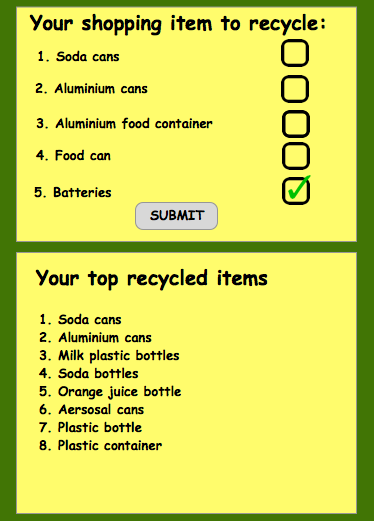 Your shopping item to recycle:
1. Soda cans
2. Aluminium cans
3. Aluminium food container
4. Food can
5. Batteries
SUBMIT
Your top recycled items
1. Soda cans
2. Aluminium cans
3. Milk plastic bottles
4. Soda bottles
5. Orange juice bottle
6. Aersosal cans
7. Plastic bottle
8. Plastic container